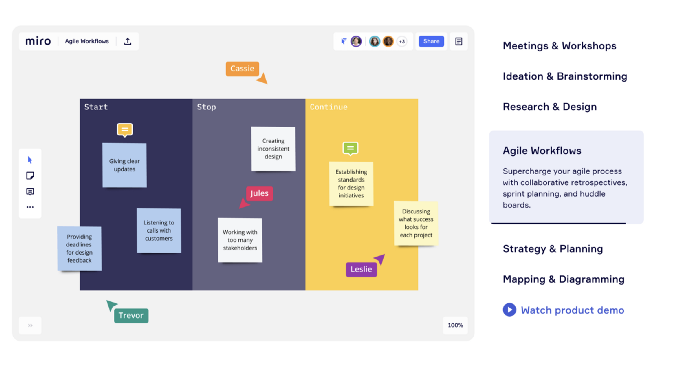 miro
Agile Workflows
+3
Share
Cassie
Start
Stop
Continue
Giving clear
updates
Creating
inconsistent
design
Establishing
standards
for design
initiatives
Jules
Providing
deadlines
for design
feedback
Listening to
calls with
customers
Working with
too many
stakeholders
Discussing
what success
looks for
each project
Leslie
Trevor
100%
Meetings & Workshops
Ideation & Brainstorming
Research & Design
Agile Workflows
Supercharge your agile process
with collaborative retrospectives,
sprint planning, and huddle
boards.
Strategy & Planning
Mapping & Diagramming
Watch product demo